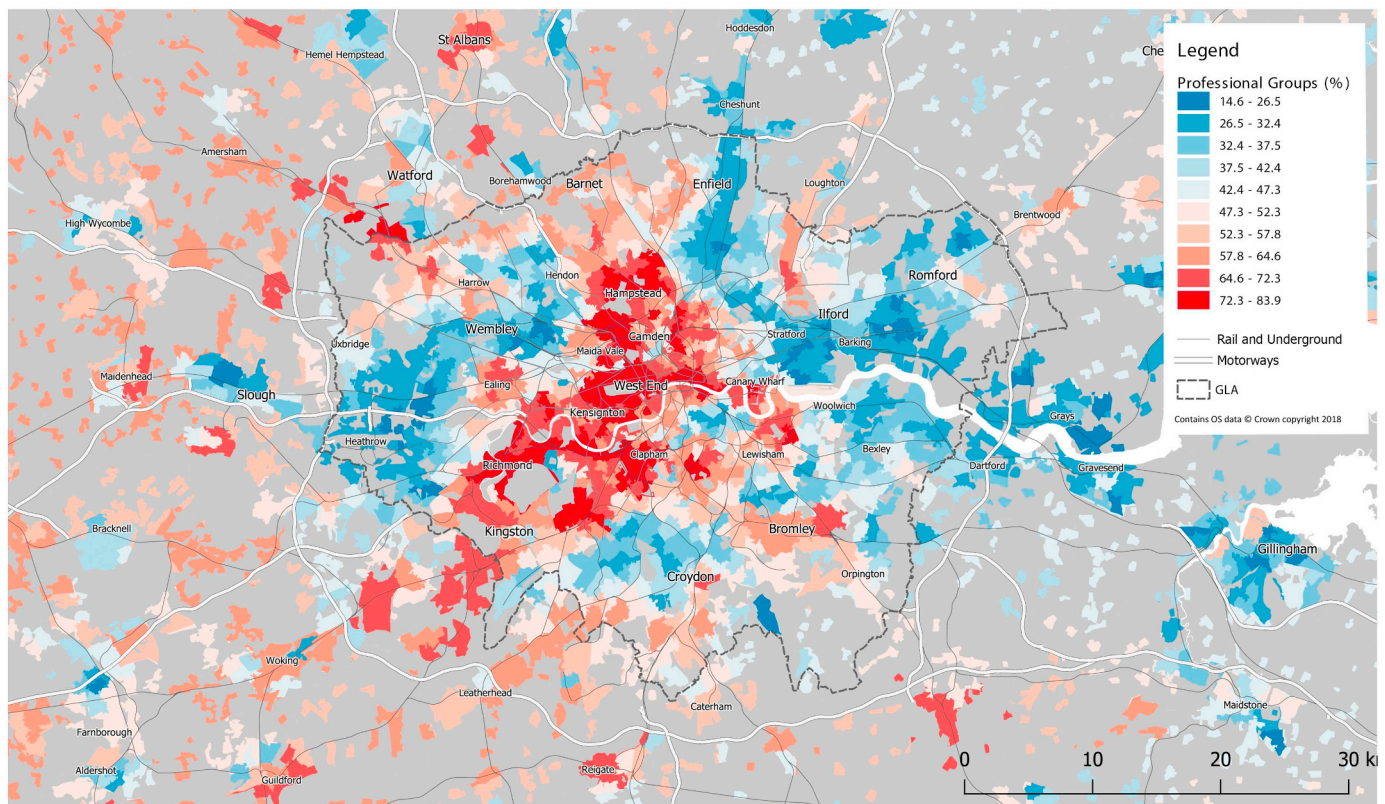 Hoddesdon
St Albans
Hemel Hempstead
Che
Cheshunt
Amersham
Watford
Borehamwood
Barnet
Enfield
Loughton
High Wycombe
Brentwood
Hendon
Romford
Harrow
Hampstead
Ilford
Wembley
Camden
Stratford
Uxbridge
Barking
Maida Vale
Maidenhead
Ealing
West End
Canary Wharf
Slough
Kensignton
Woolwich
Grays
Heathrow
Clapham
Lewisham
Bexley
Richmond
Dartford
Gravesend
Bracknell
Kingston
Bromley
Gillingham
Croydon
Orpington
Woking
Leatherhead
Caterham
Maidstone
Farnborough
Aldershot
Guildford
Reigate
Legend
Professional Groups (%)
14.6 - 26.5
26.5 - 32.4
32.4 - 37.5
37.5 - 42.4
42.4 - 47.3
47.3 - 52.3
52.3 - 57.8
57.8 - 64.6
64.6 - 72.3
72.3 - 83.9
Rail and Underground
Motorways
GLA
Contains OS data © Crown copyright 2018
0 10 20 30 k